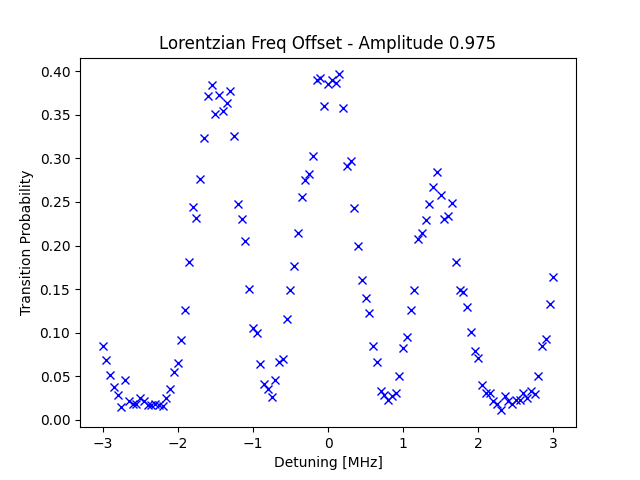 Lorentzian Freq Offset - Amplitude 0.975
0.40
0.35
0.30
0.25
0.20
0.15
0.10
0.05
0.00
Transition Probability
−3 −2 −1 0 1 2 3
Detuning [MHz]